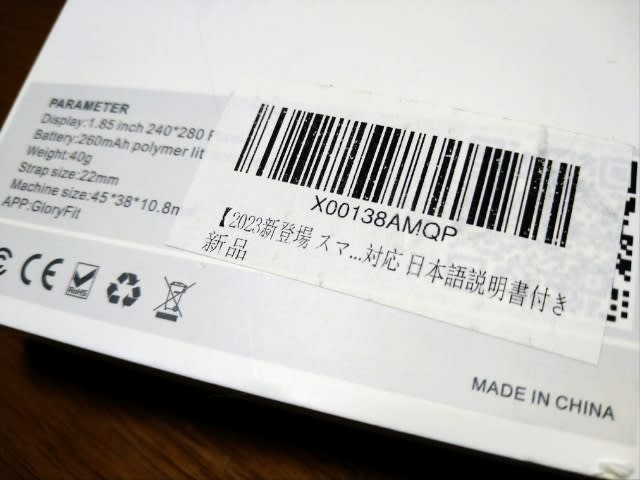 PARAMETER
Display:1.85 inch 240*280
Battery:260mAh polymer
Weight:40g
Strap size:22mm
Machine size:45*38*10.8m
APP:GloryFit
CE
RoHS
X00138AMQP
【2023新登場 スマ...対応 日本語説明書付き
新品
MADE IN CHINA